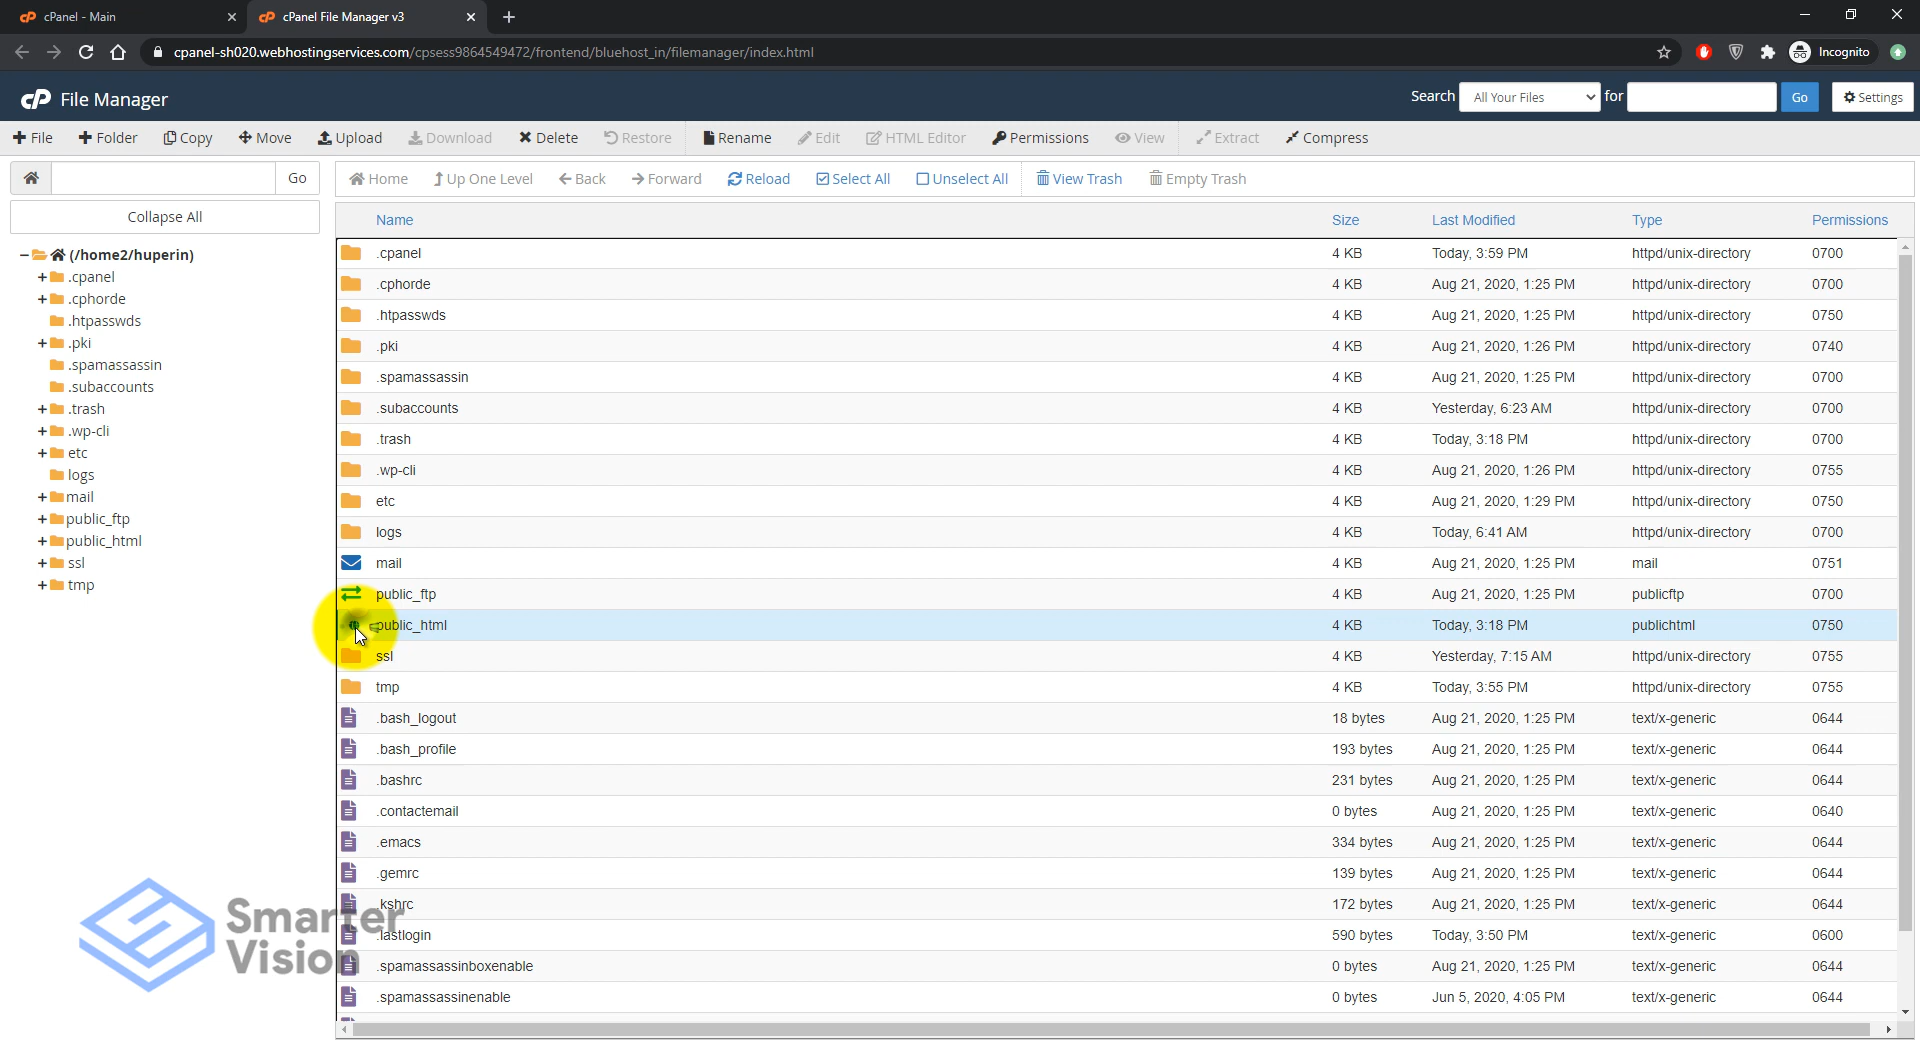 cPanel - Main
cPanel File Manager v3
cpanel-sh020.webhostingservices.com/cpsess9864549472/frontend/bluehost_in/filemanager/index.html
Incognito
cP File Manager
Search All Your Files for Go Settings
File Folder Copy Move Upload Download Delete Restore Rename Edit HTML Editor Permissions View Extract Compress
Go
Home Up One Level Back Forward Reload Select All Unselect All View Trash Empty Trash
Collapse All
(/home2/huperin)
.cpanel
.cphorde
.htpasswds
.pki
.spamassassin
.subaccounts
.trash
.wp-cli
etc
logs
mail
public_ftp
public_html
ssl
tmp
Name Size Last Modified Type Permissions
.cpanel 4 KB Today, 3:59 PM httpd/unix-directory 0700
.cphorde 4 KB Aug 21, 2020, 1:25 PM httpd/unix-directory 0700
.htpasswds 4 KB Aug 21, 2020, 1:25 PM httpd/unix-directory 0750
.pki 4 KB Aug 21, 2020, 1:26 PM httpd/unix-directory 0740
.spamassassin 4 KB Aug 21, 2020, 1:25 PM httpd/unix-directory 0700
.subaccounts 4 KB Yesterday, 6:23 AM httpd/unix-directory 0700
.trash 4 KB Today, 3:18 PM httpd/unix-directory 0700
.wp-cli 4 KB Aug 21, 2020, 1:26 PM httpd/unix-directory 0755
etc 4 KB Aug 21, 2020, 1:29 PM httpd/unix-directory 0750
logs 4 KB Today, 6:41 AM httpd/unix-directory 0700
mail 4 KB Aug 21, 2020, 1:25 PM mail 0751
public_ftp 4 KB Aug 21, 2020, 1:25 PM publicftp 0700
public_html 4 KB Today, 3:18 PM publichtml 0750
ssl 4 KB Yesterday, 7:15 AM httpd/unix-directory 0755
tmp 4 KB Today, 3:55 PM httpd/unix-directory 0755
.bash_logout 18 bytes Aug 21, 2020, 1:25 PM text/x-generic 0644
.bash_profile 193 bytes Aug 21, 2020, 1:25 PM text/x-generic 0644
.bashrc 231 bytes Aug 21, 2020, 1:25 PM text/x-generic 0644
.contactemail 0 bytes Aug 21, 2020, 1:25 PM text/x-generic 0640
.emacs 334 bytes Aug 21, 2020, 1:25 PM text/x-generic 0644
.gemrc 139 bytes Aug 21, 2020, 1:25 PM text/x-generic 0644
.kshrc 172 bytes Aug 21, 2020, 1:25 PM text/x-generic 0644
.lastlogin 590 bytes Today, 3:50 PM text/x-generic 0600
.spamassassinboxenable 0 bytes Aug 21, 2020, 1:25 PM text/x-generic 0644
.spamassassinenable 0 bytes Jun 5, 2020, 4:05 PM text/x-generic 0644
Smarter
Vision